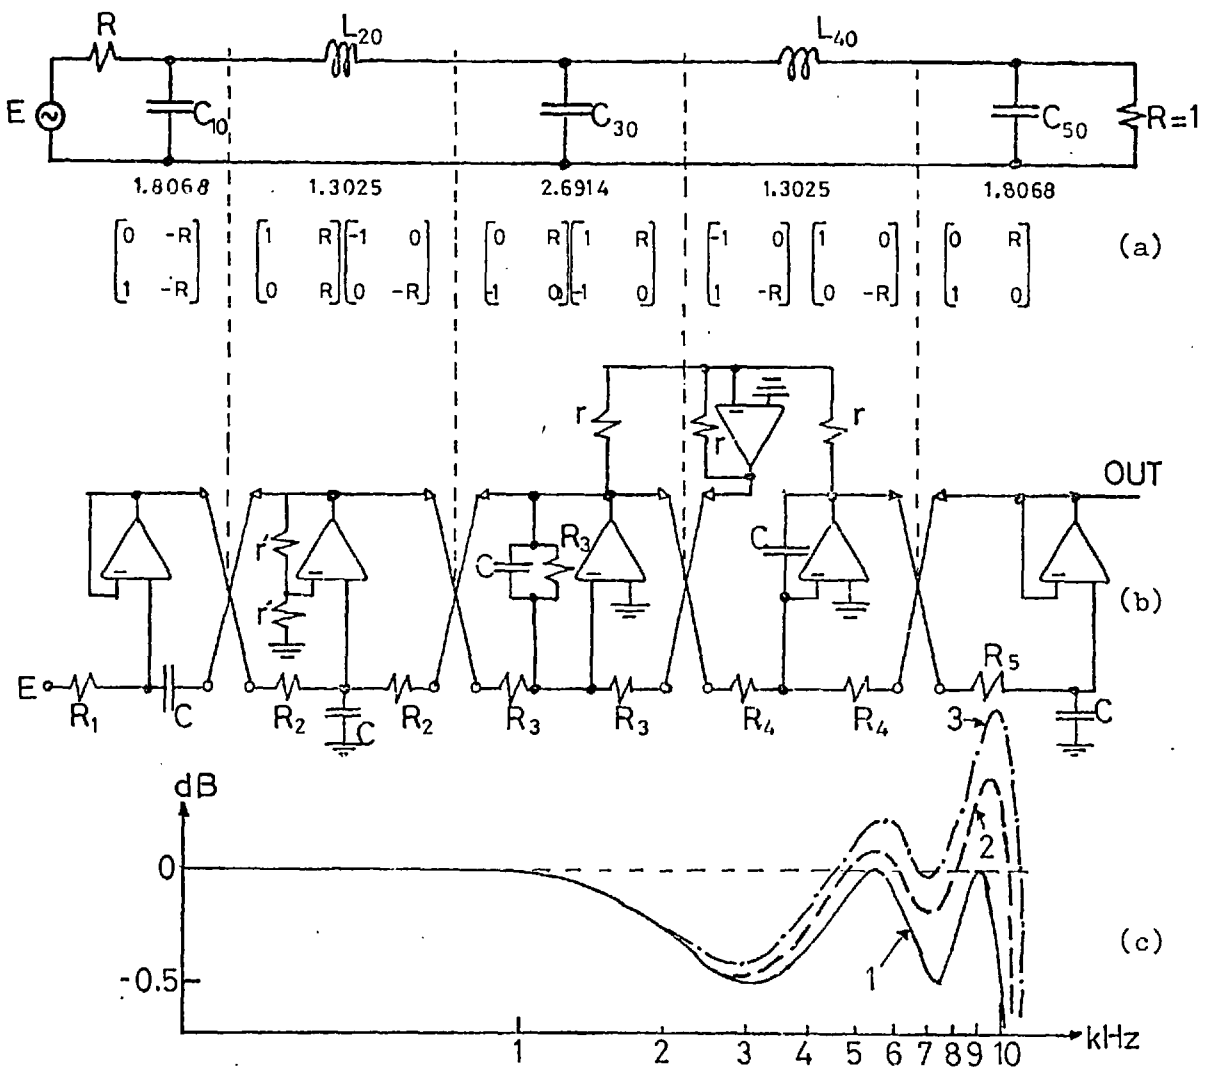 R L₂₀ L₄₀
E C₁₀ C₃₀ C₅₀ R=1
1.8068 1.3025 2.6914 1.3025 1.8068
0 -R 1 R -1 0 0 R 1 R -1 0 1 0 0 R
1 -R 0 R 0 -R -1 0 -1 0 1 -R 0 -R 1 0
(a)
r r r
OUT
r' C R₃ C
r'
(b)
E R₁ C R₂ C R₂ R₃ R₃ R₄ R₄ R₅ C
dB
3
2
0
1
-0.5
(c)
1 2 3 4 5 6 7 8 9 10 kHz